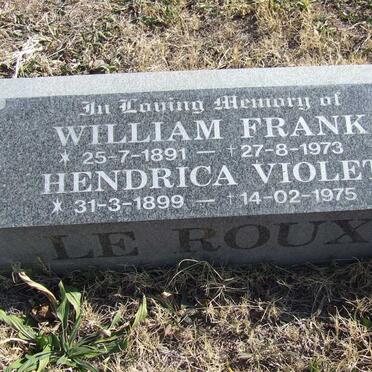 In Loving Memory of
WILLIAM FRANK
* 25-7-1891 — †27-8-1973
HENDRICA VIOLET
* 31-3-1899 — †14-02-1975
LE ROUX